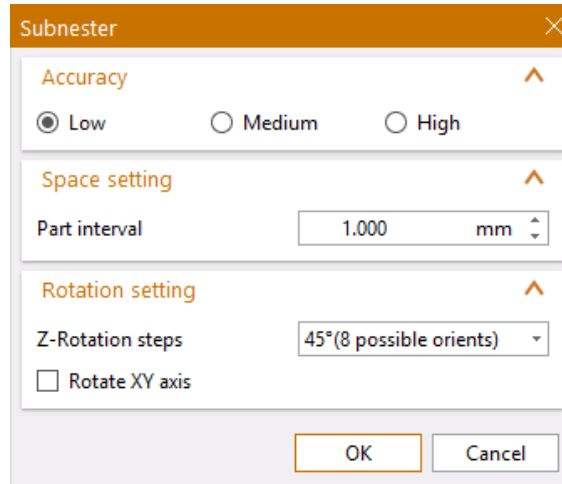 Subnester
Accuracy
Low Medium High
Space setting
Part interval 1.000 mm
Rotation setting
Z-Rotation steps 45°(8 possible orients)
Rotate XY axis
OK Cancel